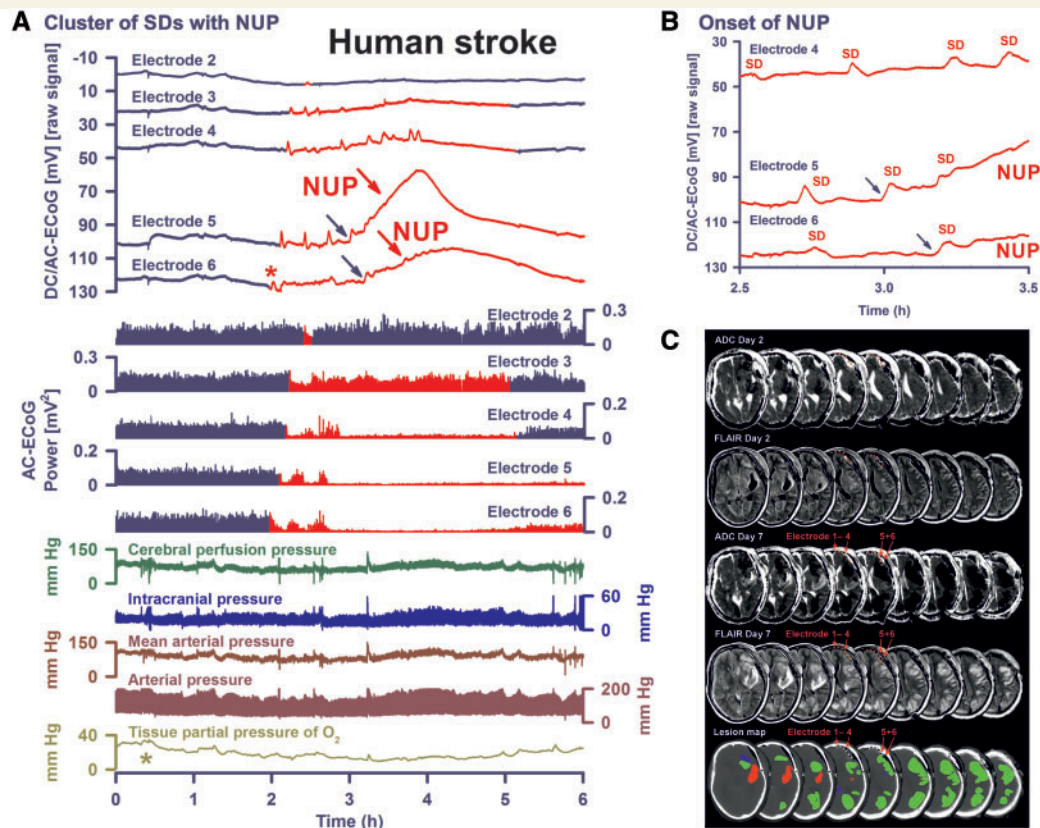 A Cluster of SDs with NUP
Human stroke
DC/AC-ECoG [mV] [raw signal]
-10
10
30
50
70
90
110
130
Electrode 2
Electrode 3
Electrode 4
Electrode 5
Electrode 6
NUP
NUP
*
AC-ECoG
Power [mV²]
Electrode 2
0.3
0
0.3
0
Electrode 3
Electrode 4
0.2
0
0.2
0
Electrode 5
Electrode 6
0.2
0
mm Hg
150
0
Cerebral perfusion pressure
Intracranial pressure
60
0
mm Hg
mm Hg
150
0
Mean arterial pressure
Arterial pressure
200
0
mm Hg
mm Hg
40
0
Tissue partial pressure of O₂
*
0 1 2 3 4 5 6
Time (h)
B Onset of NUP
DC/AC-ECoG [mV] [raw signal]
30
50
70
90
110
130
Electrode 4
SD
SD
SD
SD
Electrode 5
SD
SD
SD
NUP
Electrode 6
SD
SD
NUP
2.5 3.0 3.5
Time (h)
C
ADC Day 2
FLAIR Day 2
ADC Day 7 Electrode 1– 4 5+6
FLAIR Day 7 Electrode 1– 4 5+6
Lesion map Electrode 1– 4 5+6